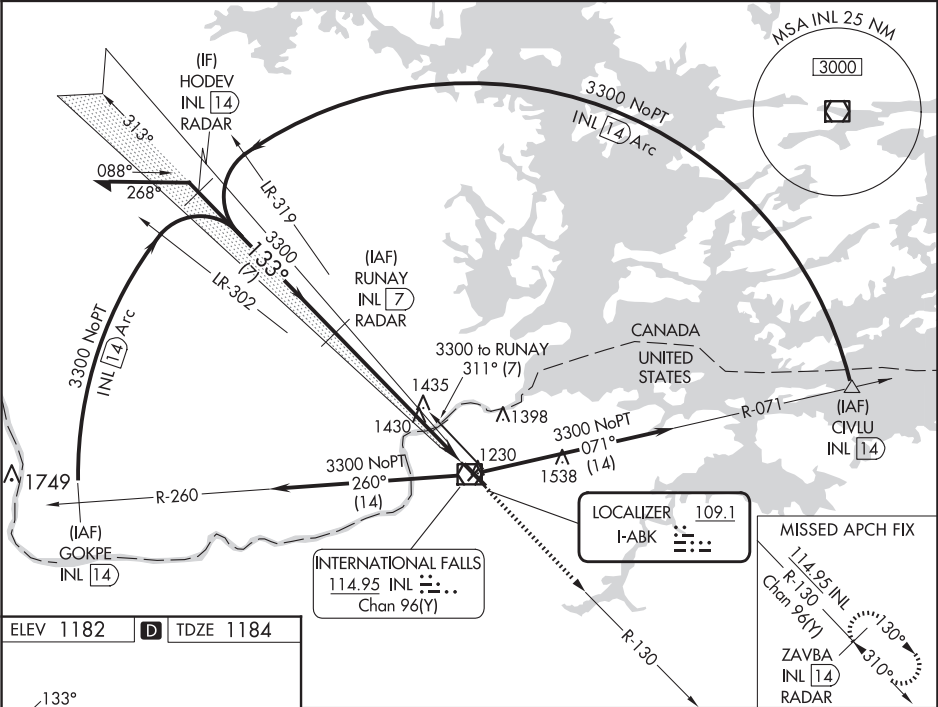 MSA INL 25 NM
3000
(IF)
HODEV
INL 14
RADAR
3300 NoPT
INL 14 Arc
313°
088°
268°
LR-319
3300
133°
(7)
LR-302
(IAF)
RUNAY
INL 7
RADAR
3300 NoPT
INL 14 Arc
CANADA
UNITED
STATES
3300 to RUNAY
311° (7)
1435
1430
1398
R-071
(IAF)
CIVLU
INL 14
3300 NoPT
071°
(14)
1538
1230
1749
3300 NoPT
260°
(14)
R-260
(IAF)
GOKPE
INL 14
LOCALIZER 109.1
I-ABK
INTERNATIONAL FALLS
114.95 INL
Chan 96(Y)
R-130
MISSED APCH FIX
114.95 INL
R-130
Chan 96(Y)
130°
310°
ZAVBA
INL 14
RADAR
ELEV 1182
D
TDZE 1184
133°